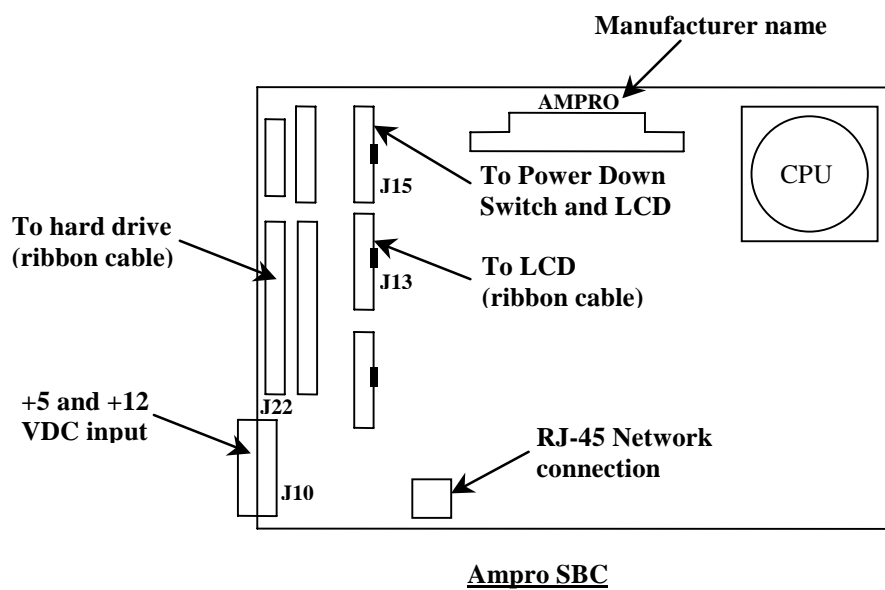 Manufacturer name
AMPRO
CPU
J15
To Power Down
Switch and LCD
To hard drive
(ribbon cable)
To LCD
(ribbon cable)
J13
+5 and +12
VDC input
J22
RJ-45 Network
connection
J10
Ampro SBC